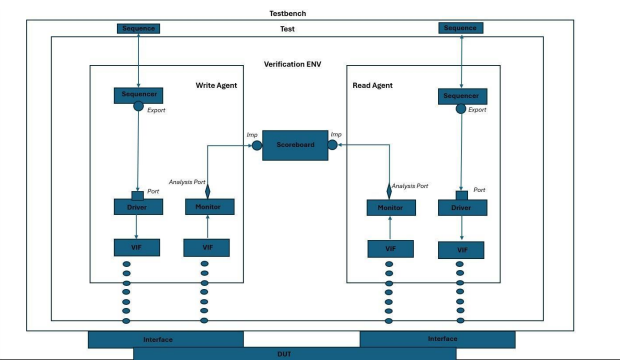 Testbench
Sequence
Test
Sequence
Verification ENV
Write Agent
Read Agent
Sequencer
Sequencer
Export
Export
Imp
Scoreboard
Imp
Analysis Port
Analysis Port
Port
Port
Driver
Monitor
Monitor
Driver
VIF
VIF
VIF
VIF
Interface
Interface
DUT